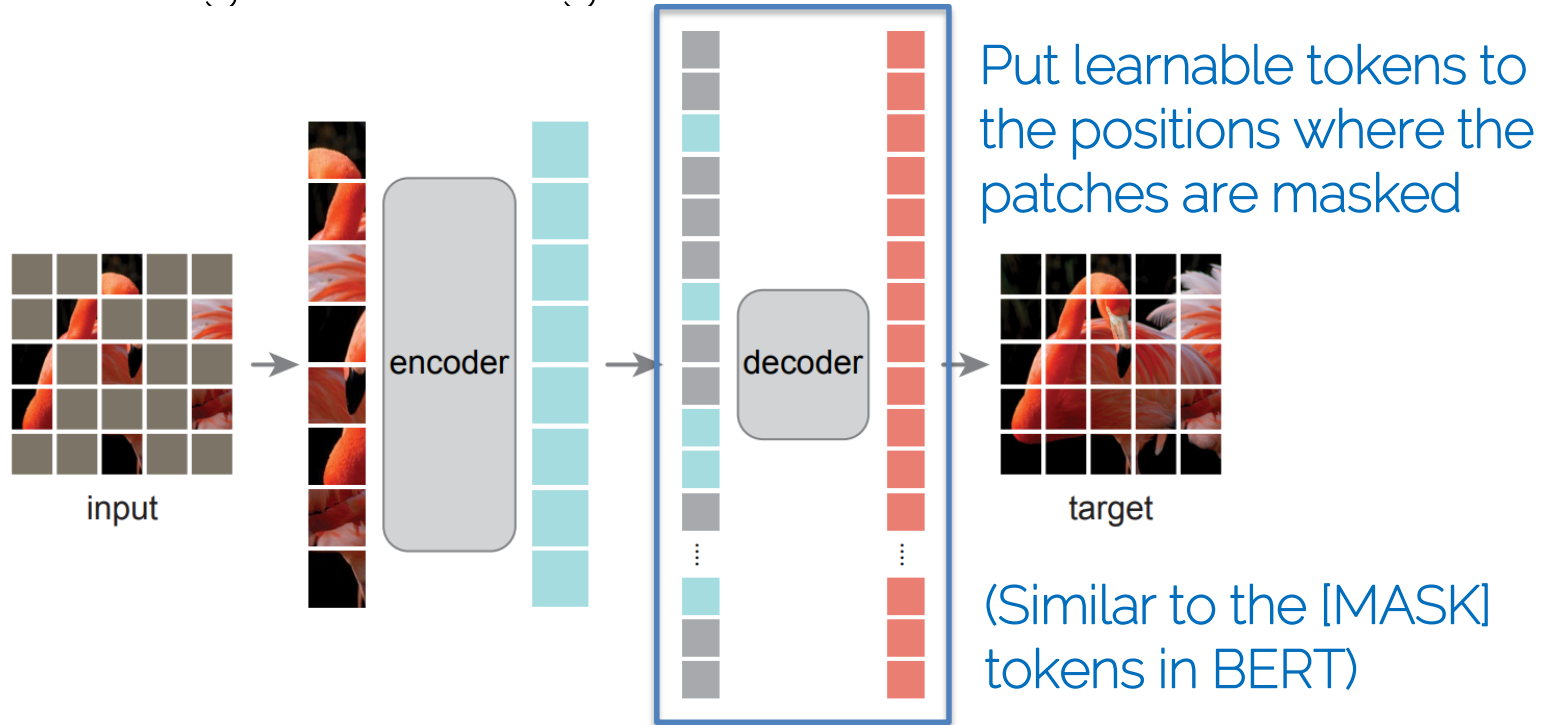 Put learnable tokens to
the positions where the
patches are masked
encoder
decoder
input
target
(Similar to the [MASK]
tokens in BERT)